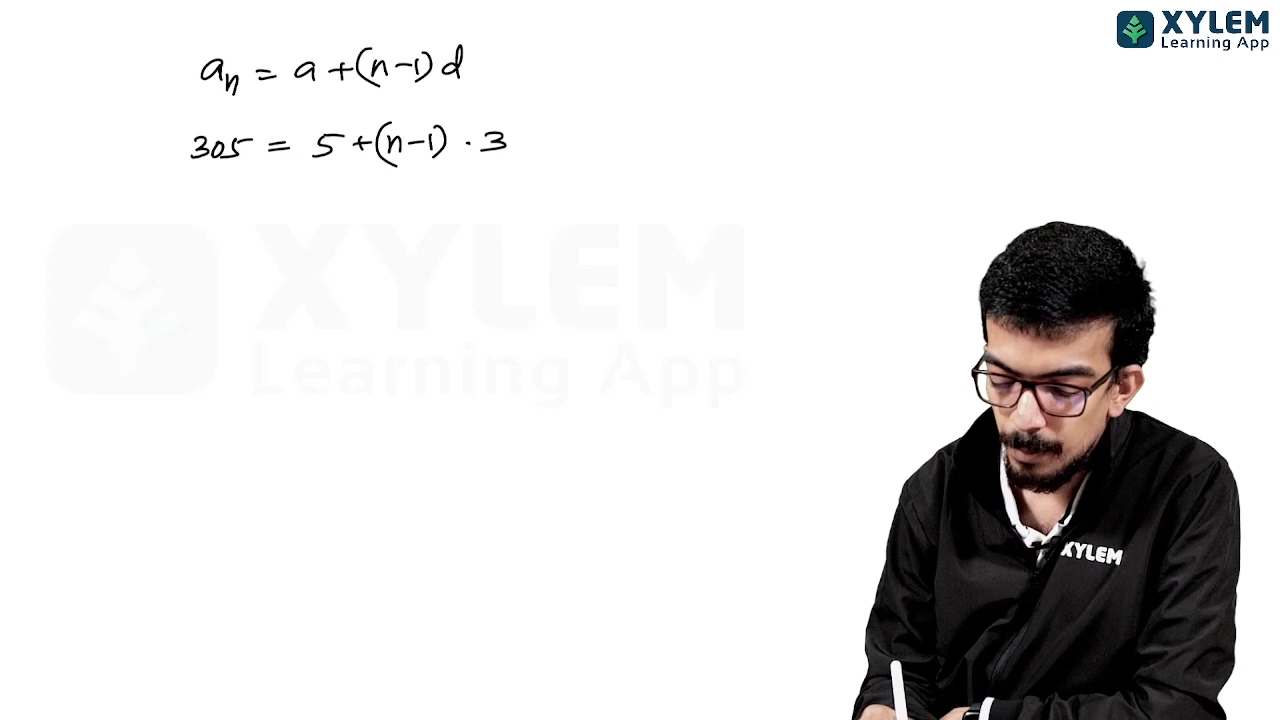 XYLEM
Learning App
aₙ = a + (n-1) d
305 = 5 + (n-1) · 3
XYLEM
Learning App
XYLEM